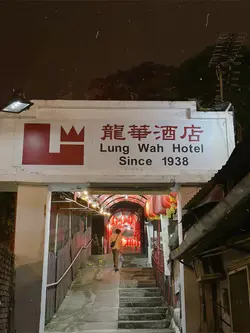 龍華酒店
Lung Wah Hotel
Since 1938